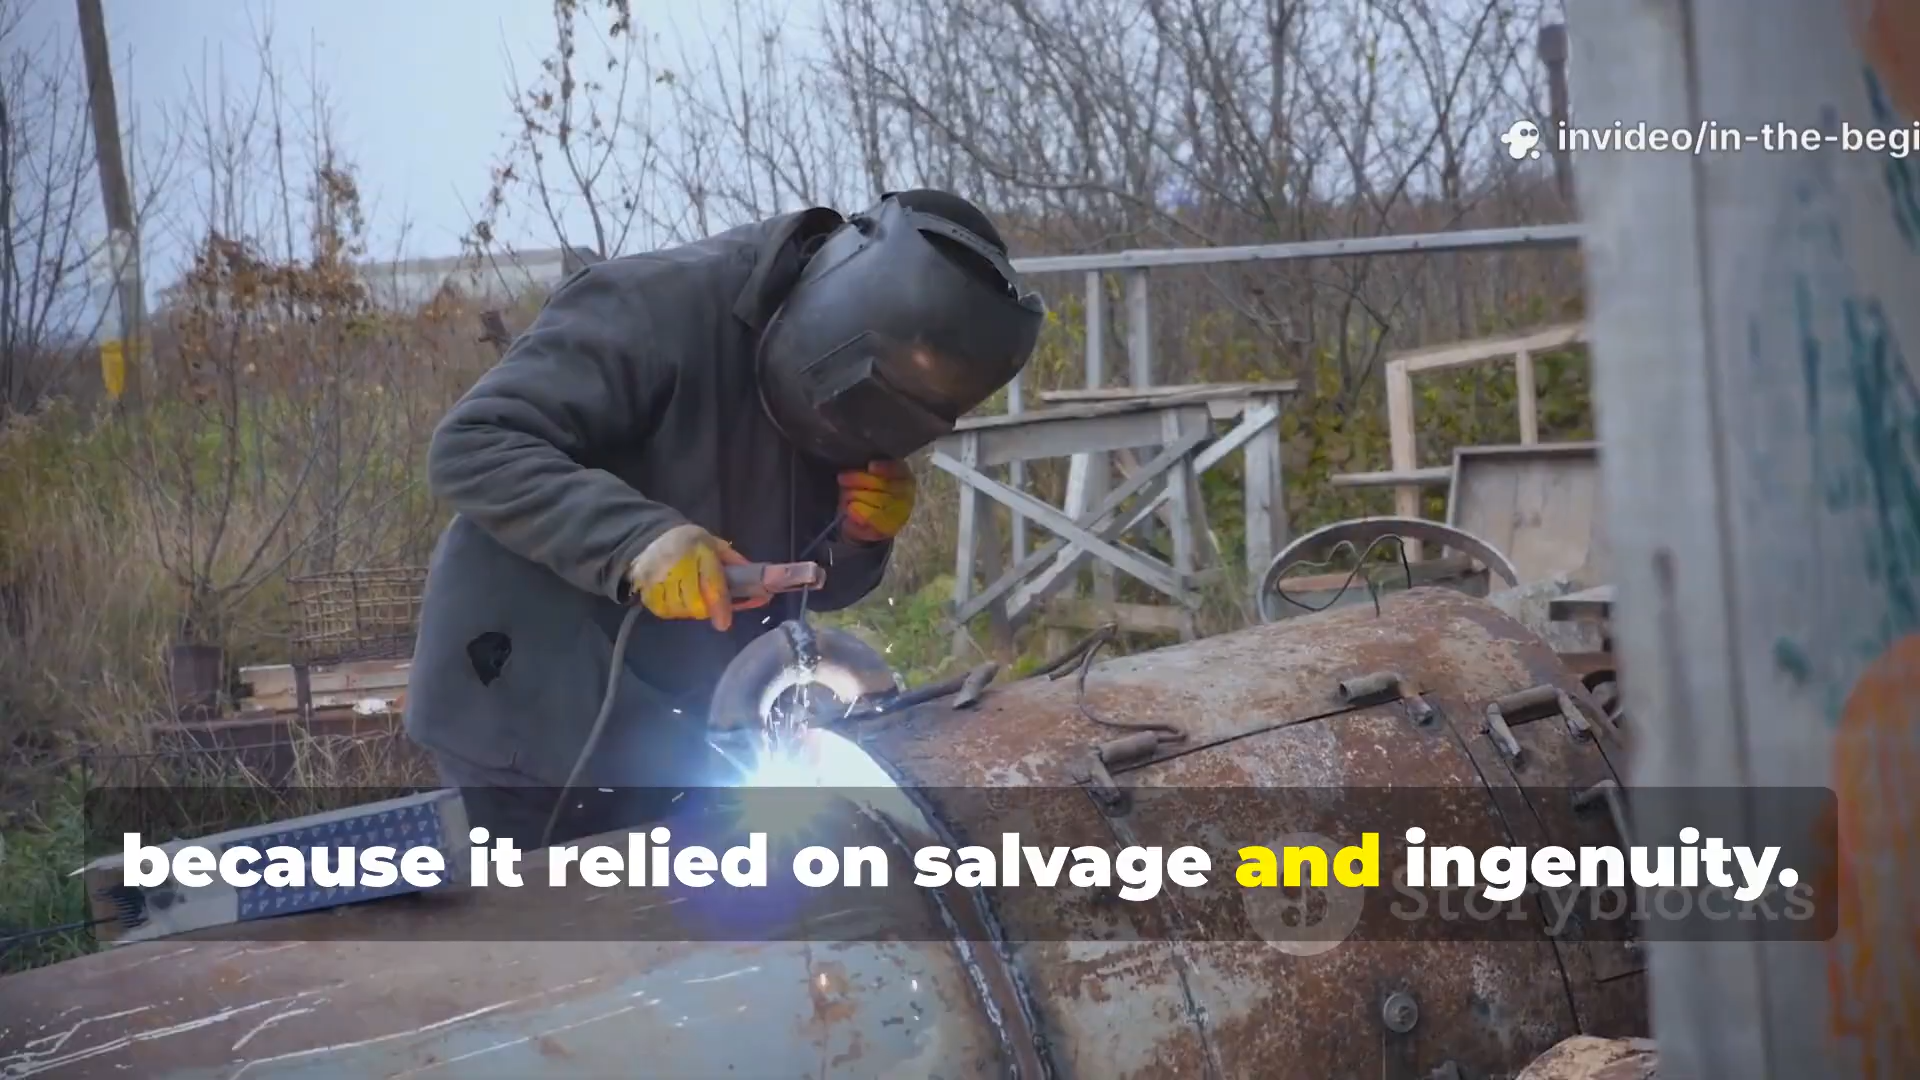 invideo/in-the-begi
because it relied on salvage and ingenuity.
Storyblocks